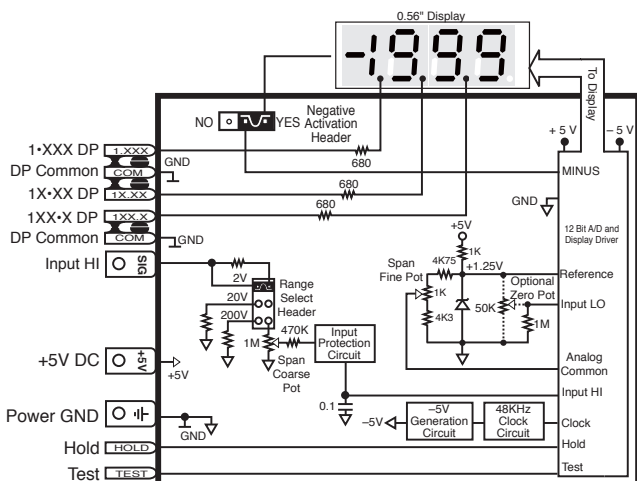 0.56" Display
-1999
To Display
NO
YES
Negative
Activation
Header
+ 5 V
– 5 V
1•XXX DP
1.XXX
GND
680
DP Common
COM
MINUS
1X•XX DP
1X.XX
680
GND
1XX•X DP
1XX.X
680
DP Common
COM
GND
12 Bit A/D and
Display Driver
+5V
1K
Input HI
SIG
4K75
+1.25V
Reference
2V
Range
Select
Header
Span
Fine Pot
1K
Optional
Zero Pot
Input LO
20V
50K
4K3
1M
200V
1M
470K
Input
Protection
Circuit
Span
Coarse
Pot
Analog
Common
+5V DC
+5V
+5V
Input HI
0.1
–5V
–5V
Generation
Circuit
48KHz
Clock
Circuit
Clock
Power GND
GND
Hold
HOLD
Hold
Test
TEST
Test